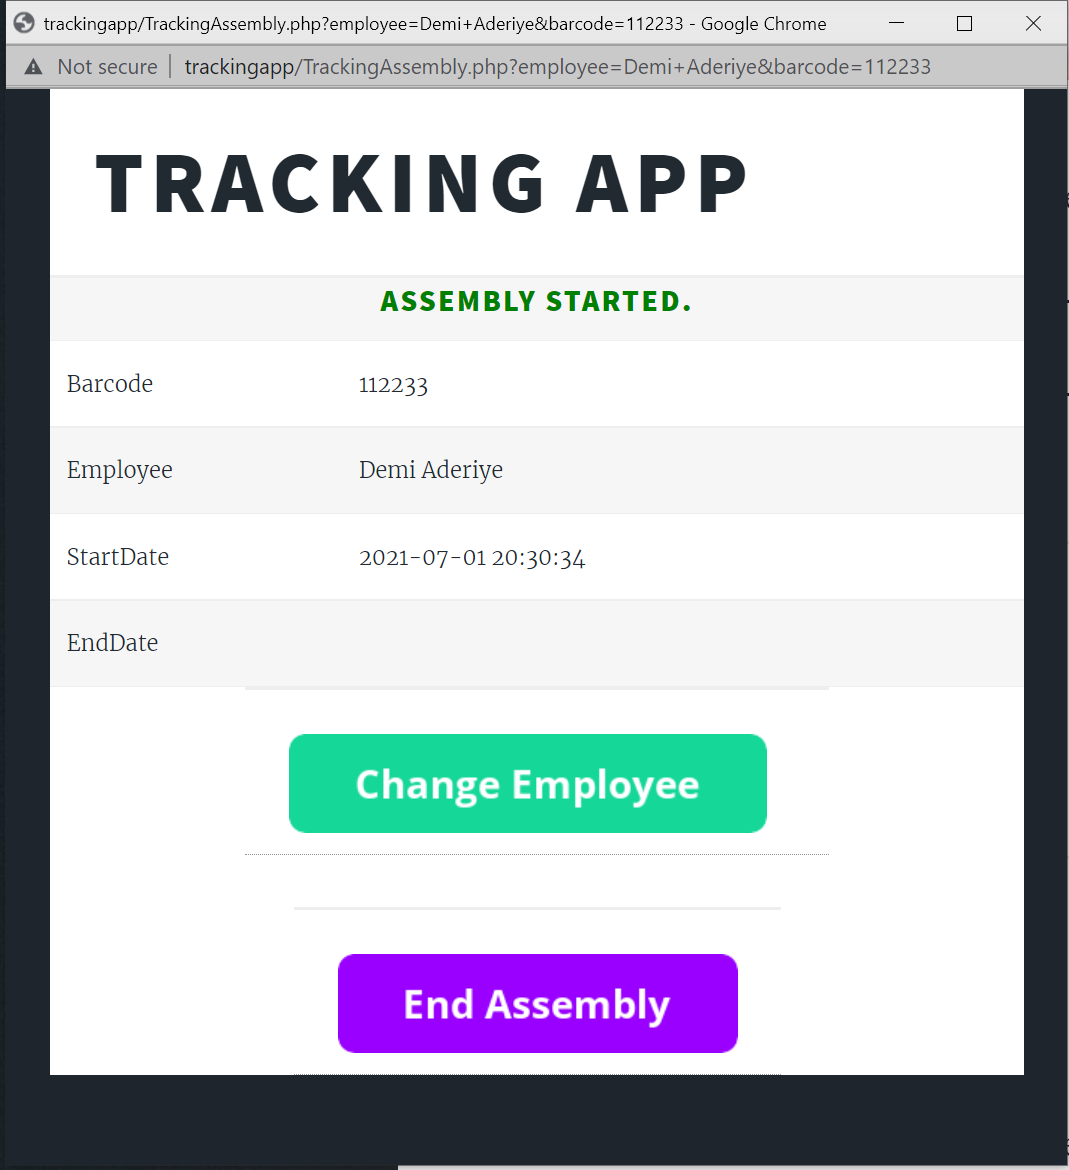 trackingapp/TrackingAssembly.php?employee=Demi+Aderiye&barcode=112233 - Google Chrome
Not secure | trackingapp/TrackingAssembly.php?employee=Demi+Aderiye&barcode=112233
TRACKING APP
ASSEMBLY STARTED.
Barcode 112233
Employee Demi Aderiye
StartDate 2021-07-01 20:30:34
EndDate
Change Employee
End Assembly